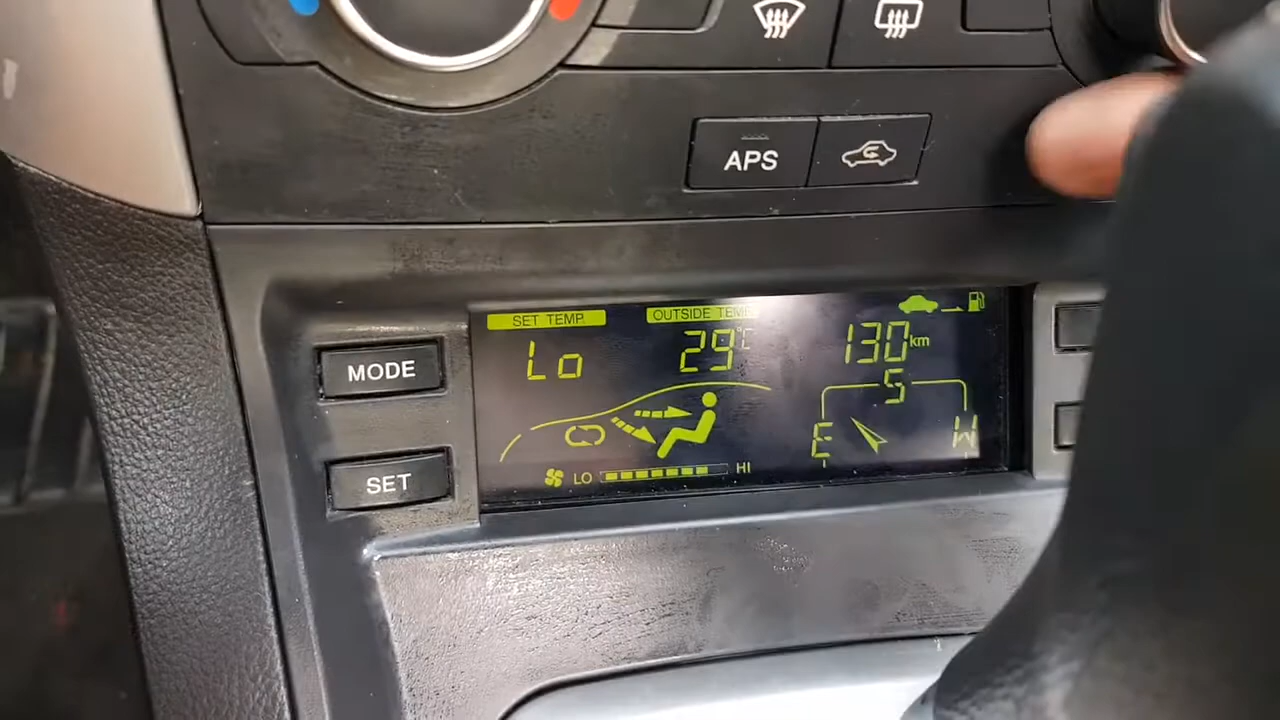 APS
MODE
SET
SET TEMP.
OUTSIDE TEMP.
Lo
29°C
130km
S
E
W
LO
HI